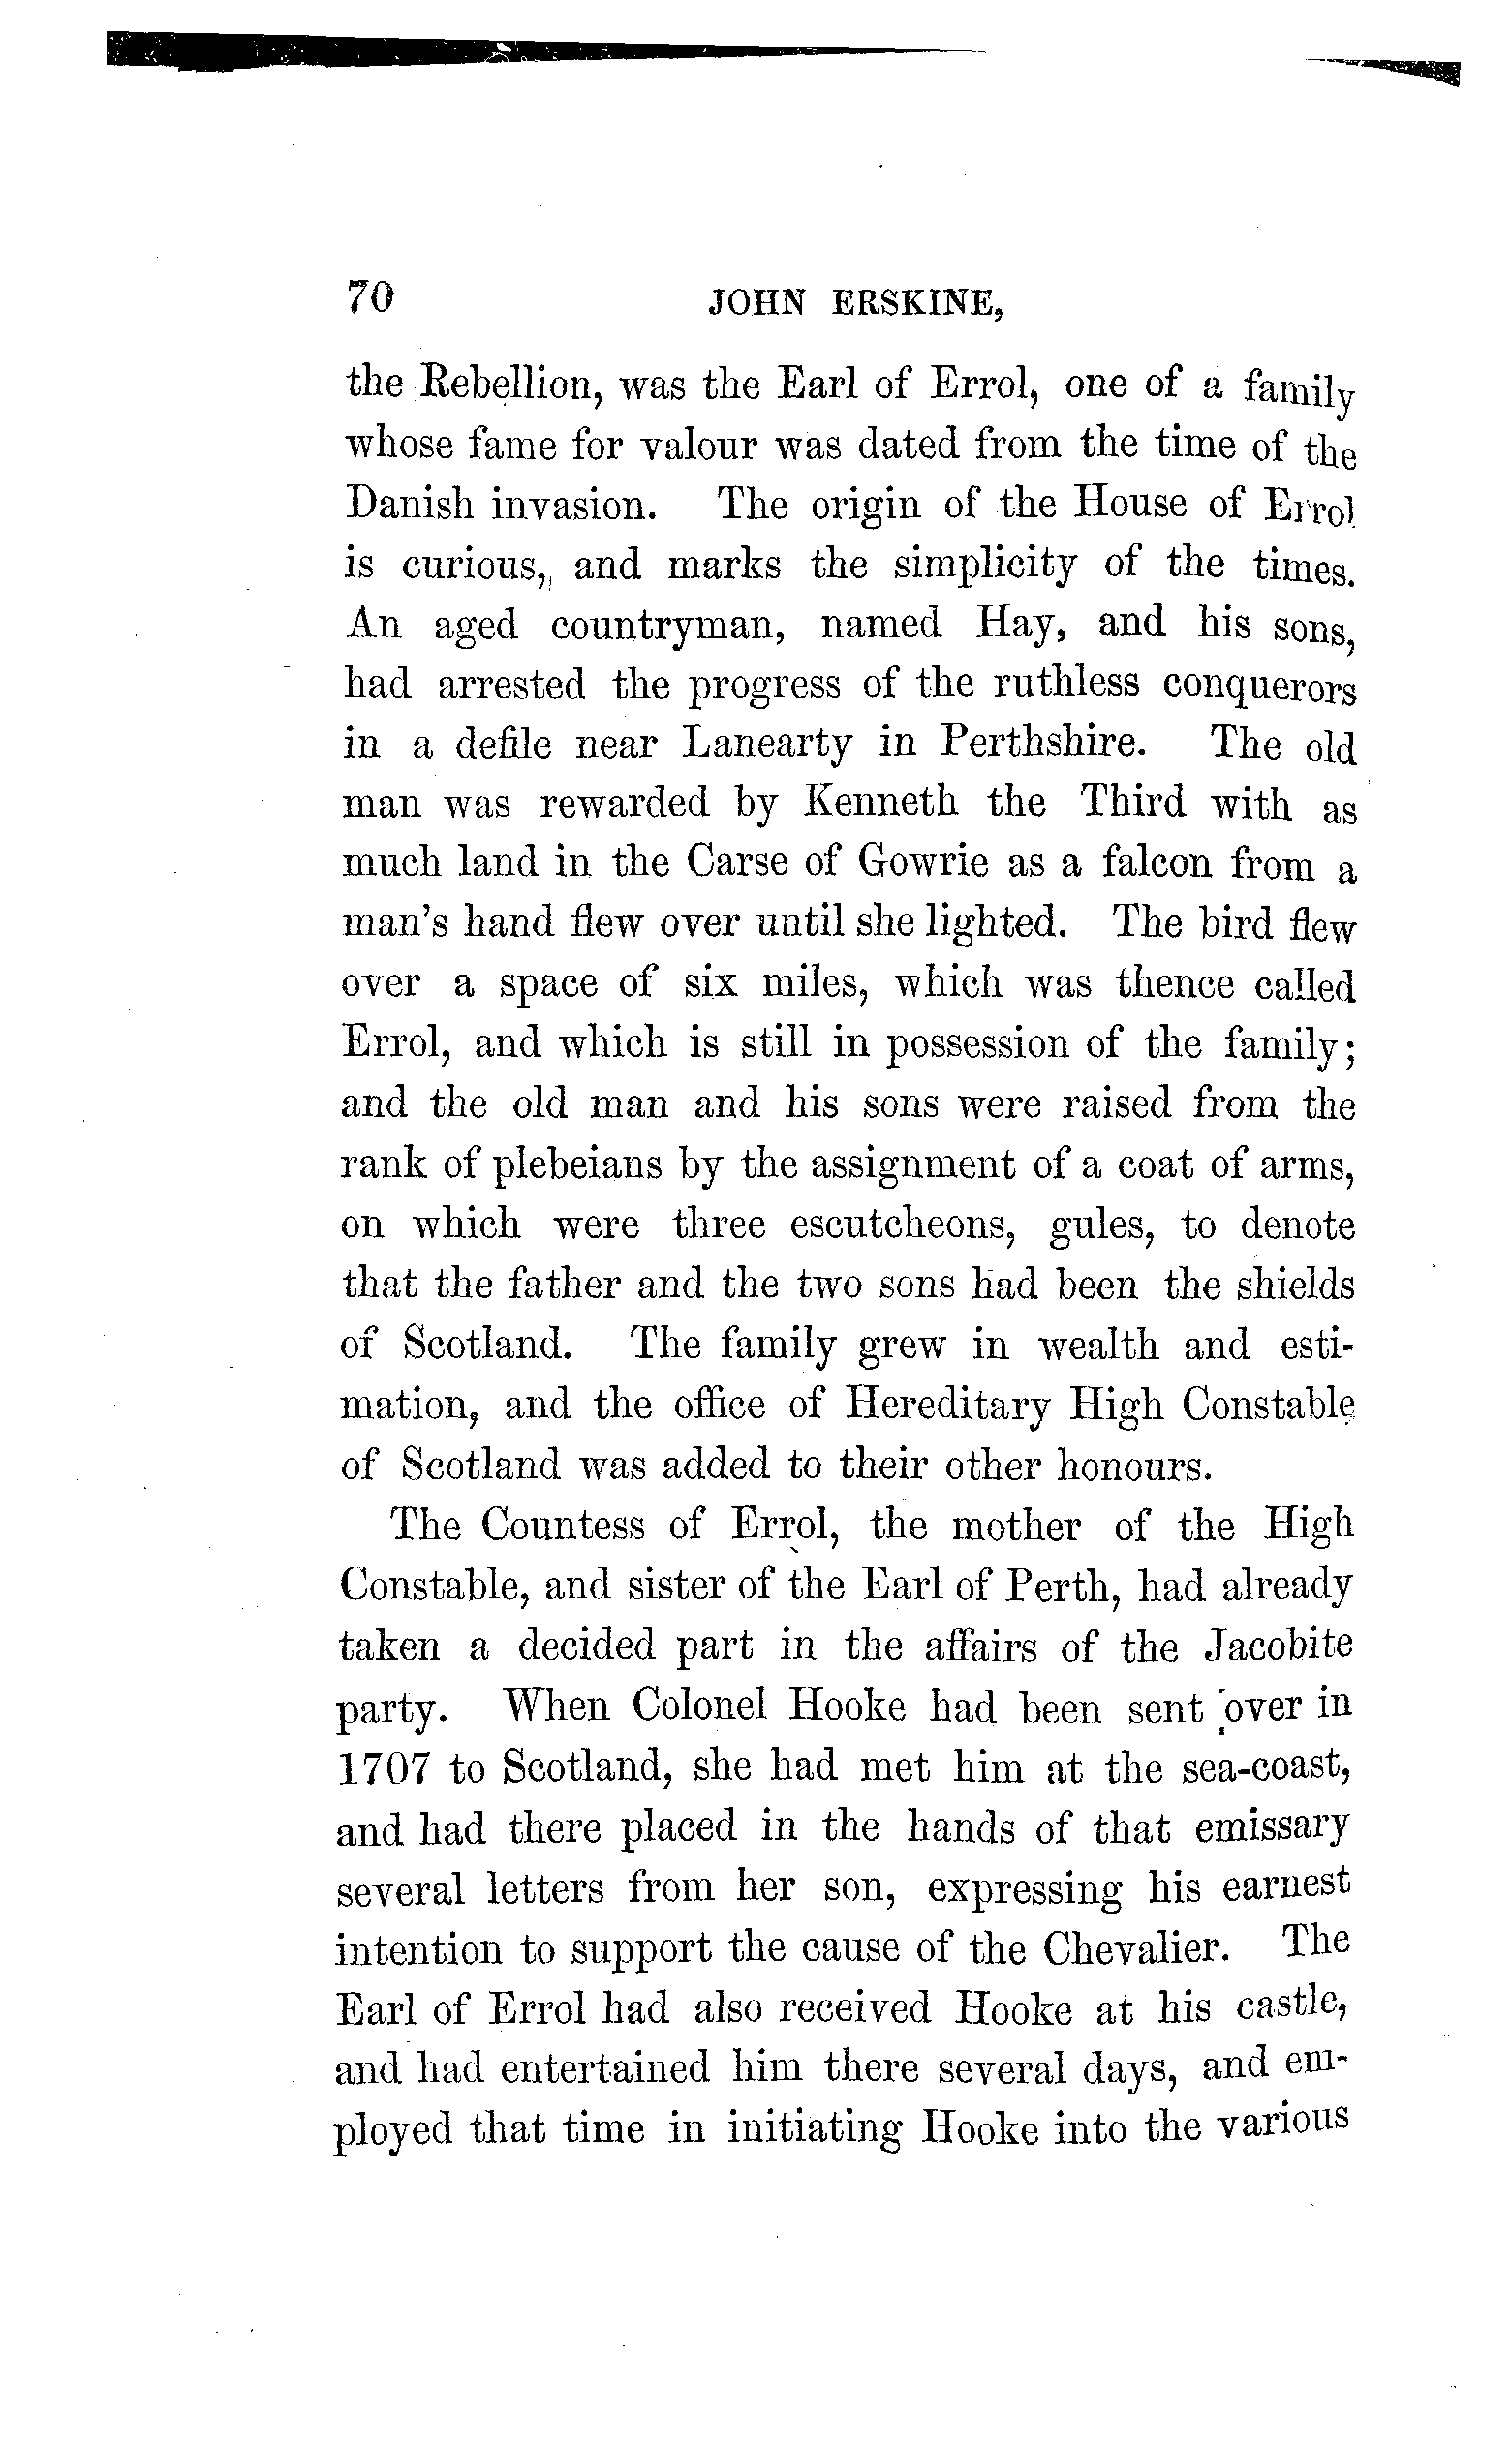 70 JOHN ERSKINE,
the Rebellion, was the Earl of Errol, one of a family
whose fame for valour was dated from the time of the
Danish invasion. The origin of the House of Errol
is curious, and marks the simplicity of the times.
An aged countryman, named Hay, and his sons,
had arrested the progress of the ruthless conquerors
in a defile near Lanearty in Perthshire. The old
man was rewarded by Kenneth the Third with as
much land in the Carse of Gowrie as a falcon from a
man's hand flew over until she lighted. The bird flew
over a space of six miles, which was thence called
Errol, and which is still in possession of the family;
and the old man and his sons were raised from the
rank of plebeians by the assignment of a coat of arms,
on which were three escutcheons, gules, to denote
that the father and the two sons had been the shields
of Scotland. The family grew in wealth and esti-
mation, and the office of Hereditary High Constable
of Scotland was added to their other honours.
The Countess of Errol, the mother of the High
Constable, and sister of the Earl of Perth, had already
taken a decided part in the affairs of the Jacobite
party. When Colonel Hooke had been sent over in
1707 to Scotland, she had met him at the sea-coast,
and had there placed in the hands of that emissary
several letters from her son, expressing his earnest
intention to support the cause of the Chevalier. The
Earl of Errol had also received Hooke at his castle,
and had entertained him there several days, and em-
ployed that time in initiating Hooke into the various